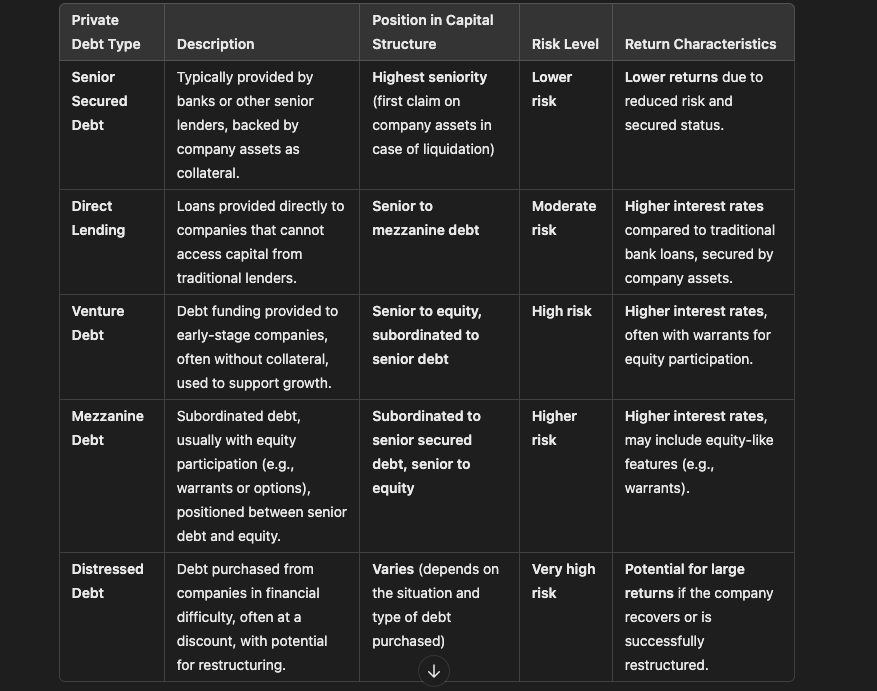 Private
Debt Type
Description
Position in Capital
Structure
Risk Level
Return Characteristics
Senior
Secured
Debt
Typically provided by
banks or other senior
lenders, backed by
company assets as
collateral.
Highest seniority
(first claim on
company assets in
case of liquidation)
Lower
risk
Lower returns due to
reduced risk and
secured status.
Direct
Lending
Loans provided directly to
companies that cannot
access capital from
traditional lenders.
Senior to
mezzanine debt
Moderate
risk
Higher interest rates
compared to traditional
bank loans, secured by
company assets.
Venture
Debt
Debt funding provided to
early-stage companies,
often without collateral,
used to support growth.
Senior to equity,
subordinated to
senior debt
High risk
Higher interest rates,
often with warrants for
equity participation.
Mezzanine
Debt
Subordinated debt,
usually with equity
participation (e.g.,
warrants or options),
positioned between senior
debt and equity.
Subordinated to
senior secured
debt, senior to
equity
Higher
risk
Higher interest rates,
may include equity-like
features (e.g.,
warrants).
Distressed
Debt
Debt purchased from
companies in financial
difficulty, often at a
discount, with potential
for restructuring.
Varies (depends on
the situation and
type of debt
purchased)
Very high
risk
Potential for large
returns if the company
recovers or is
successfully
restructured.